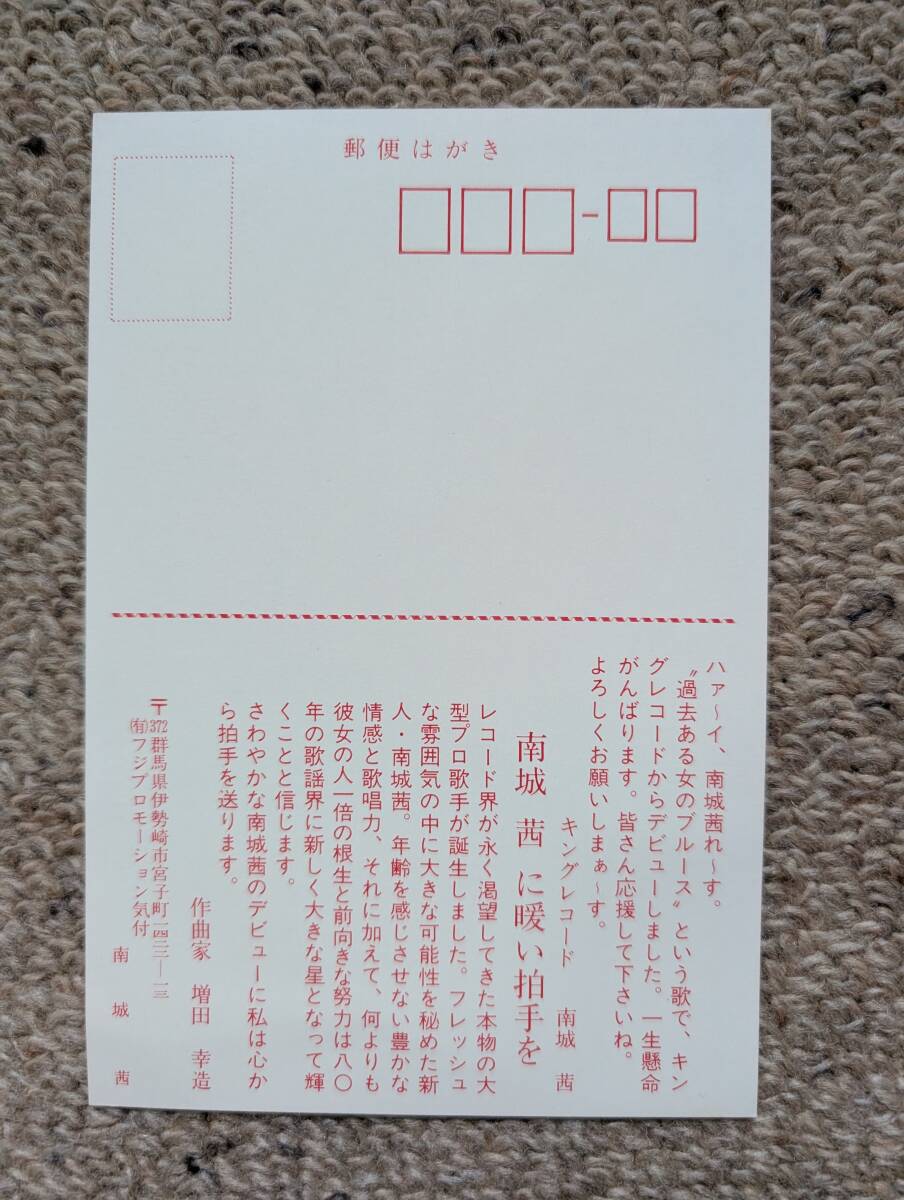 郵便はがき
ハァ〜イ、南城茜れ〜す。
〝過去ある女のブルース〟という歌で、キン
グレコードからデビューしました。一生懸命
がんばります。皆さん応援して下さいね。
よろしくお願いしまぁ〜す。
キングレコード 南城 茜
南城 茜 に暖い拍手を
レコード界が永く渇望してきた本物の大
型プロ歌手が誕生しました。フレッシュ
な雰囲気の中に大きな可能性を秘めた新
人・南城茜。年齢を感じさせない豊かな
情感と歌唱力、それに加えて、何よりも
彼女の人一倍の根生と前向きな努力は八〇
年の歌謡界に新しく大きな星となって輝
くことと信じます。
さわやかな南城茜のデビューに私は心か
ら拍手を送ります。
作曲家 増田 幸造
〒372群馬県伊勢崎市宮子町一四三三―一三
㈲フジプロモーション気付
南城 茜